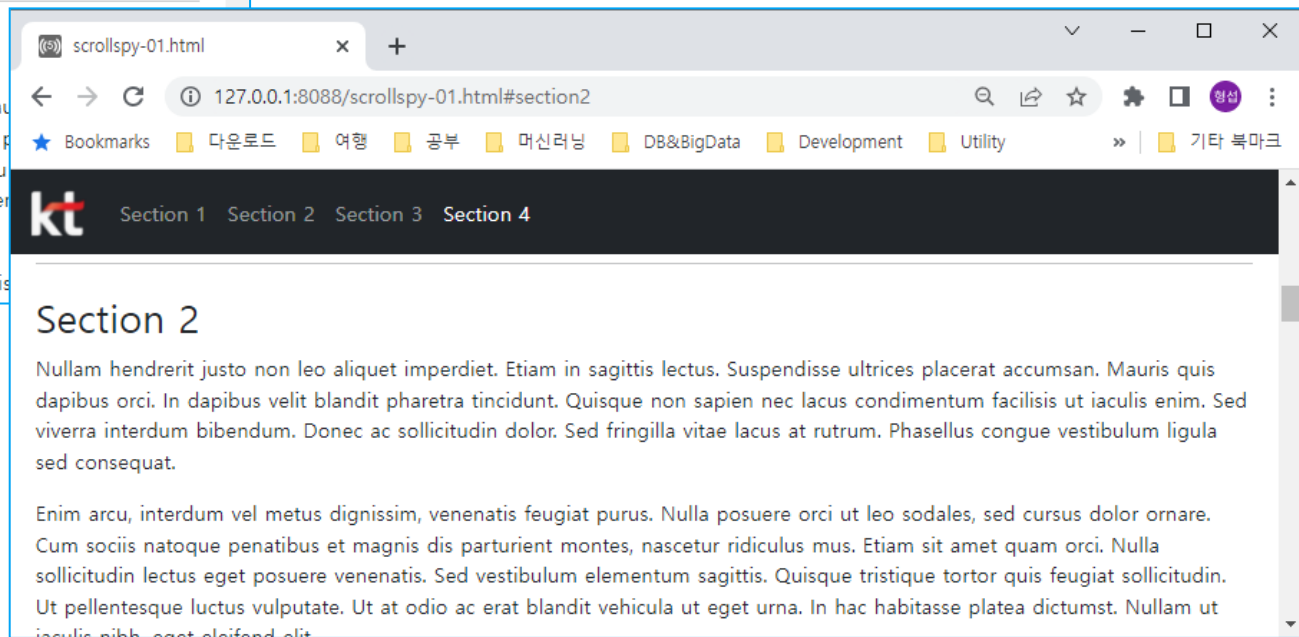 scrollspy-01.html
127.0.0.1:8088/scrollspy-01.html#section2
형섭
Bookmarks 다운로드 여행 공부 머신러닝 DB&BigData Development Utility » 기타 북마크
kt Section 1 Section 2 Section 3 Section 4
Section 2
Nullam hendrerit justo non leo aliquet imperdiet. Etiam in sagittis lectus. Suspendisse ultrices placerat accumsan. Mauris quis
dapibus orci. In dapibus velit blandit pharetra tincidunt. Quisque non sapien nec lacus condimentum facilisis ut iaculis enim. Sed
viverra interdum bibendum. Donec ac sollicitudin dolor. Sed fringilla vitae lacus at rutrum. Phasellus congue vestibulum ligula
sed consequat.
Enim arcu, interdum vel metus dignissim, venenatis feugiat purus. Nulla posuere orci ut leo sodales, sed cursus dolor ornare.
Cum sociis natoque penatibus et magnis dis parturient montes, nascetur ridiculus mus. Etiam sit amet quam orci. Nulla
sollicitudin lectus eget posuere venenatis. Sed vestibulum elementum sagittis. Quisque tristique tortor quis feugiat sollicitudin.
Ut pellentesque luctus vulputate. Ut at odio ac erat blandit vehicula ut eget urna. In hac habitasse platea dictumst. Nullam ut
iaculis nibh, eget eleifend elit.